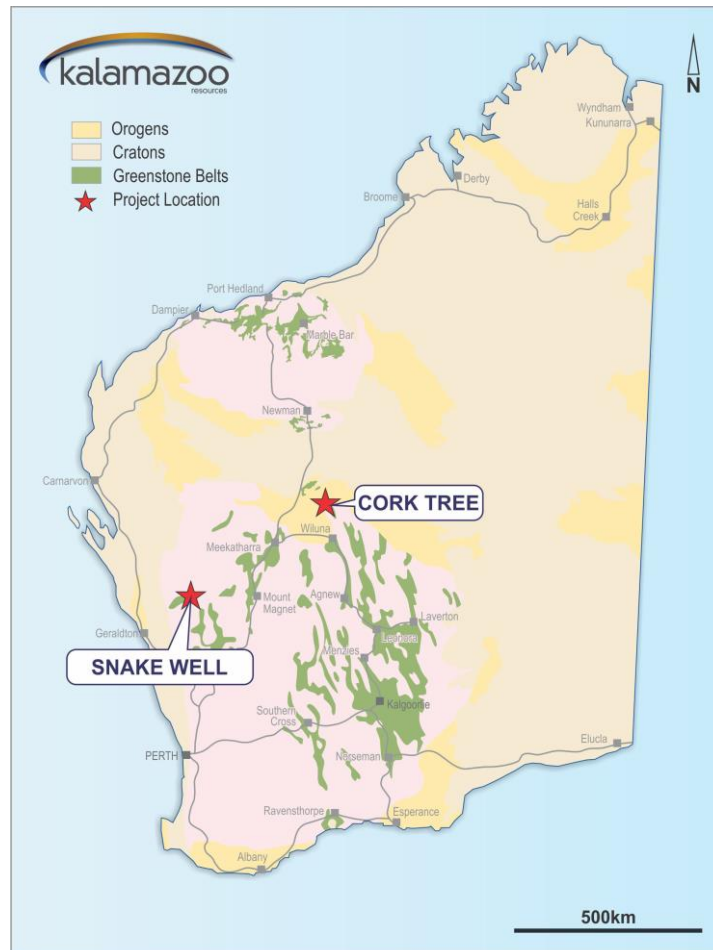 kalamazoo
resources
Orogens
Cratons
Greenstone Belts
Project Location
N
Wyndham
Kununurra
Derby
Broome
Halls
Creek
Port Hedland
Dampier
Marble Bar
Newman
Carnarvon
CORK TREE
Wiluna
Meekatharra
Mount
Magnet
Agnew
Laverton
Leonora
Geraldton
SNAKE WELL
Menzies
Kalgoorlie
Southern
Cross
PERTH
Norseman
Eucla
Ravensthorpe
Esperance
Albany
500km